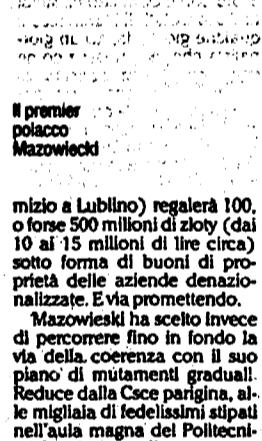 Il premier
polacco
Mazowiecki
mizio a Lublino) regalerà 100,
o forse 500 milioni di zloty (dai
10 ai 15 milioni di lire circa)
sotto forma di buoni di pro-
prietà delle aziende denazio-
nalizzate. E via promettendo.
Mazowieski ha scelto invece
di percorrere fino in fondo la
via della coerenza con il suo
piano di mutamenti graduali.
Reduce dalla Csce parigina, al-
le migliaia di fedelissimi stipati
nell'aula magna del Politecni-